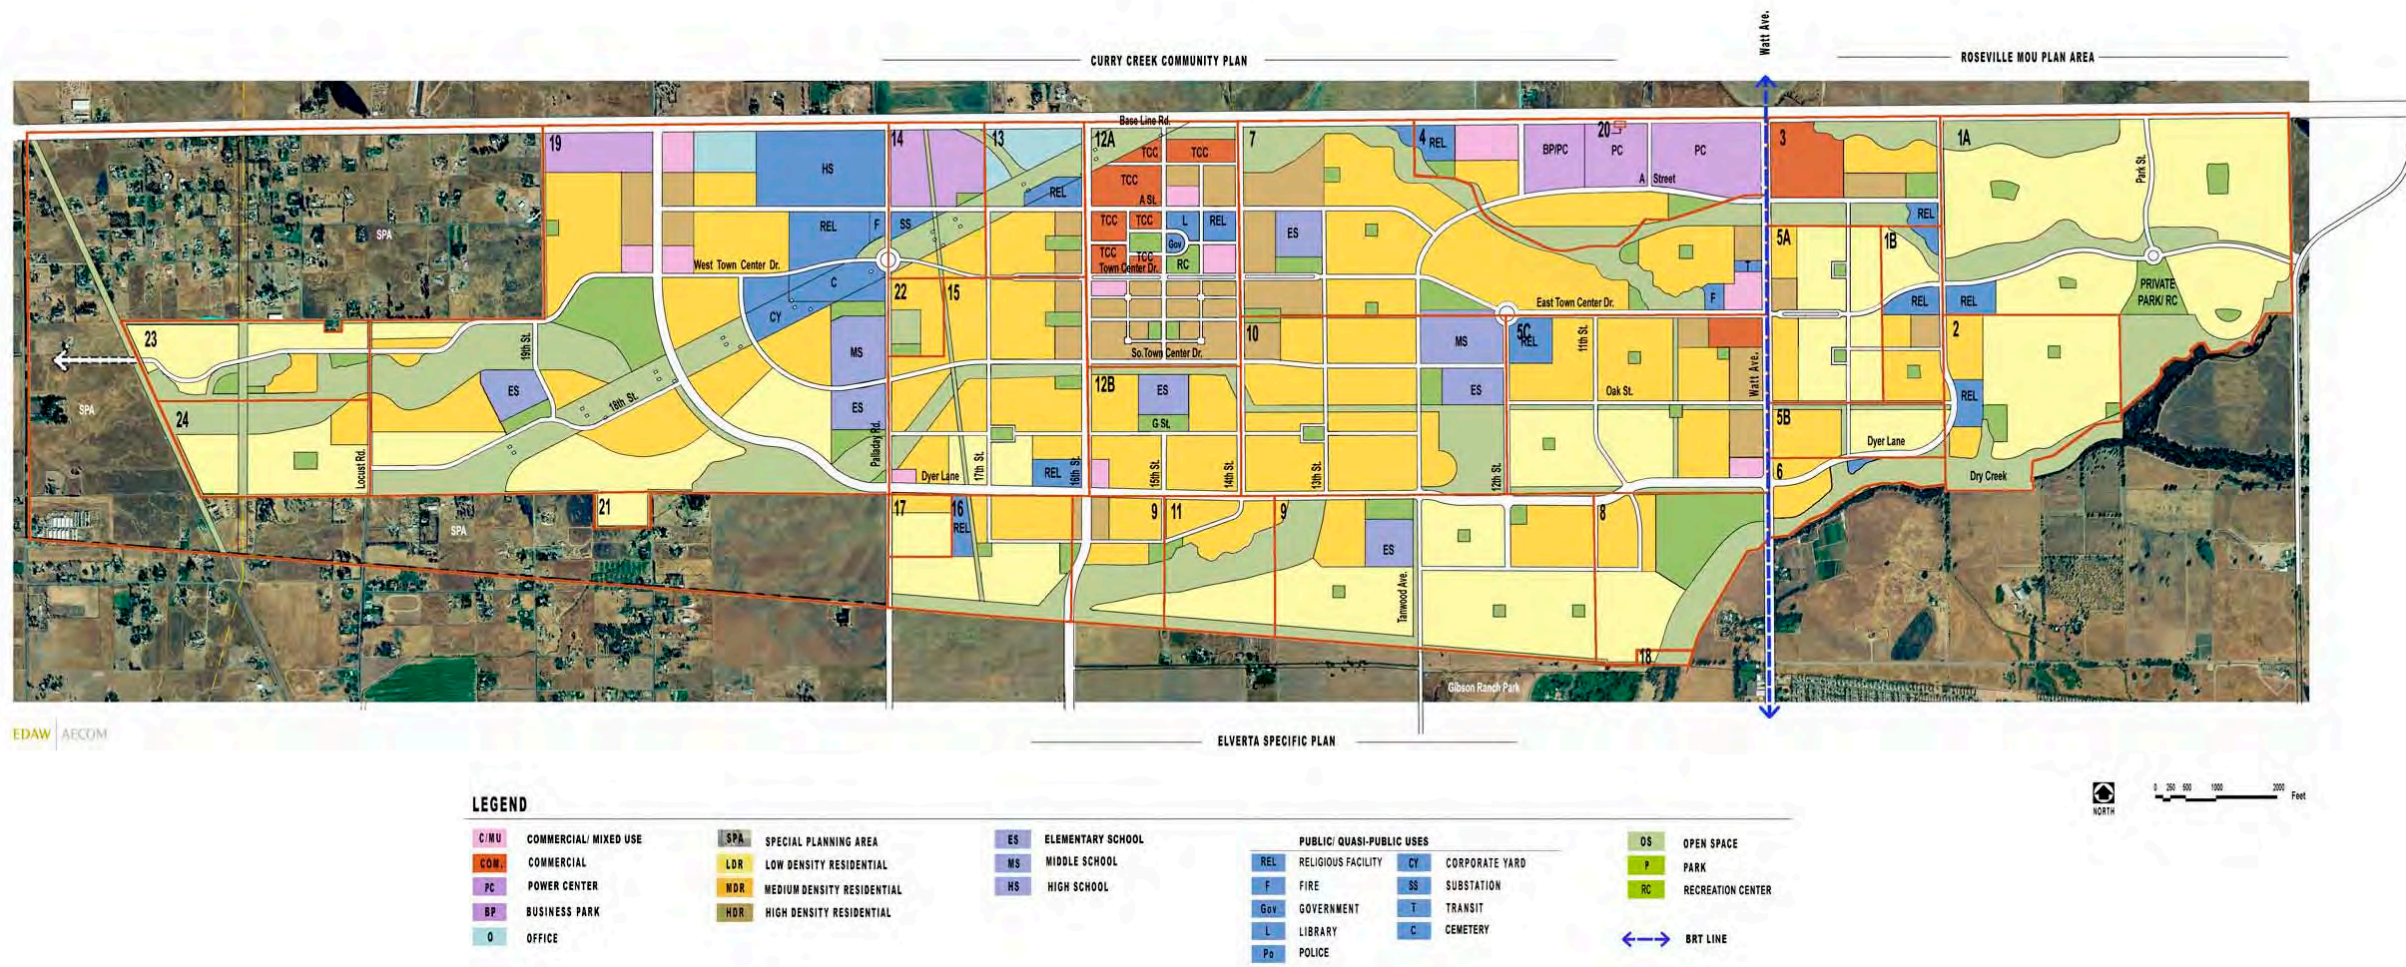 Watt Ave.
CURRY CREEK COMMUNITY PLAN
ROSEVILLE MOU PLAN AREA
Base Line Rd.
19
HS
14
13
12A
TCC
TCC
7
4
REL
BP/PC
20
PC
PC
3
1A
Park St.
SPA
REL
TCC
A St.
A Street
REL
F
SS
TCC
TCC
L
REL
Gov
ES
REL
5A
1B
West Town Center Dr.
TCC
TCC
RC
Town Center Dr.
T
C
22
15
F
East Town Center Dr.
REL
REL
PRIVATE
PARK/ RC
CY
23
19th St.
MS
So.Town Center Dr.
10
MS
5C
REL
11th St.
Watt Ave.
2
SPA
ES
18th St.
ES
12B
ES
ES
Oak St.
REL
24
Palladay Rd.
G St.
5B
Dyer Lane
Locust Rd.
Dyer Lane
17th St.
REL
16th St.
15th St.
14th St.
13th St.
12th St.
6
Dry Creek
21
SPA
17
16
REL
9
11
9
ES
8
Tanwood Ave.
18
Gibson Ranch Park
EDAW AECOM
ELVERTA SPECIFIC PLAN
LEGEND
C/MU COMMERCIAL/ MIXED USE
COM. COMMERCIAL
PC POWER CENTER
BP BUSINESS PARK
O OFFICE
SPA SPECIAL PLANNING AREA
LDR LOW DENSITY RESIDENTIAL
MDR MEDIUM DENSITY RESIDENTIAL
HDR HIGH DENSITY RESIDENTIAL
ES ELEMENTARY SCHOOL
MS MIDDLE SCHOOL
HS HIGH SCHOOL
PUBLIC/ QUASI-PUBLIC USES
REL RELIGIOUS FACILITY
F FIRE
Gov GOVERNMENT
L LIBRARY
Po POLICE
CY CORPORATE YARD
SS SUBSTATION
T TRANSIT
C CEMETERY
OS OPEN SPACE
P PARK
RC RECREATION CENTER
BRT LINE
NORTH
0 250 500 1000 2000 Feet